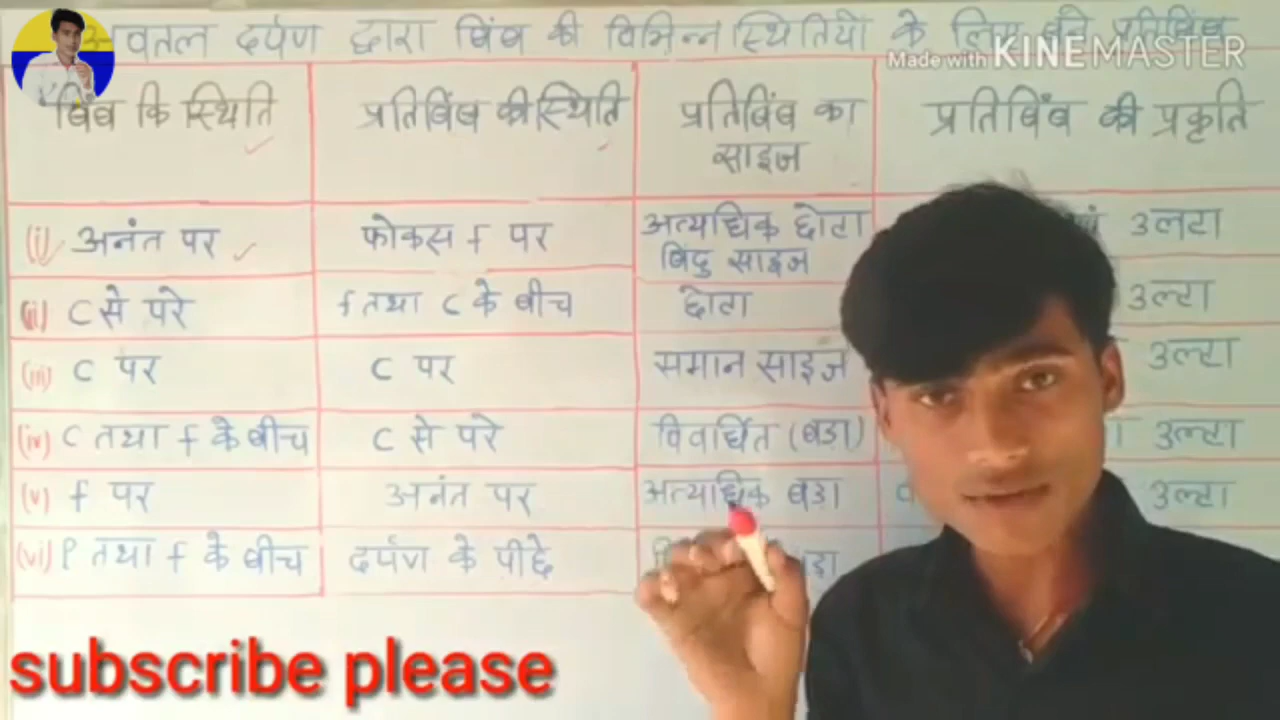 अवतल दर्पण द्वारा बिंब की विभिन्न स्थितियों के लिए बने प्रतिबिंब
Made with KINEMASTER
बिंब कि स्थिति
प्रतिबिंब की स्थिति
प्रतिबिंब का
साइज
प्रतिबिंब की प्रकृति
(i) अनंत पर
फोकस f पर
अत्यधिक छोटा
बिंदु साइज
उलटा
(ii) C से परे
f तथा C के बीच
छोटा
उल्टा
(iii) C पर
C पर
समान साइज
उल्टा
(iv) C तथा f के बीच
C से परे
विवर्धित (बडा)
उल्टा
(v) f पर
अनंत पर
अत्यधिक बडा
उल्टा
(vi) P तथा f के बीच
दर्पण के पीछे
subscribe please